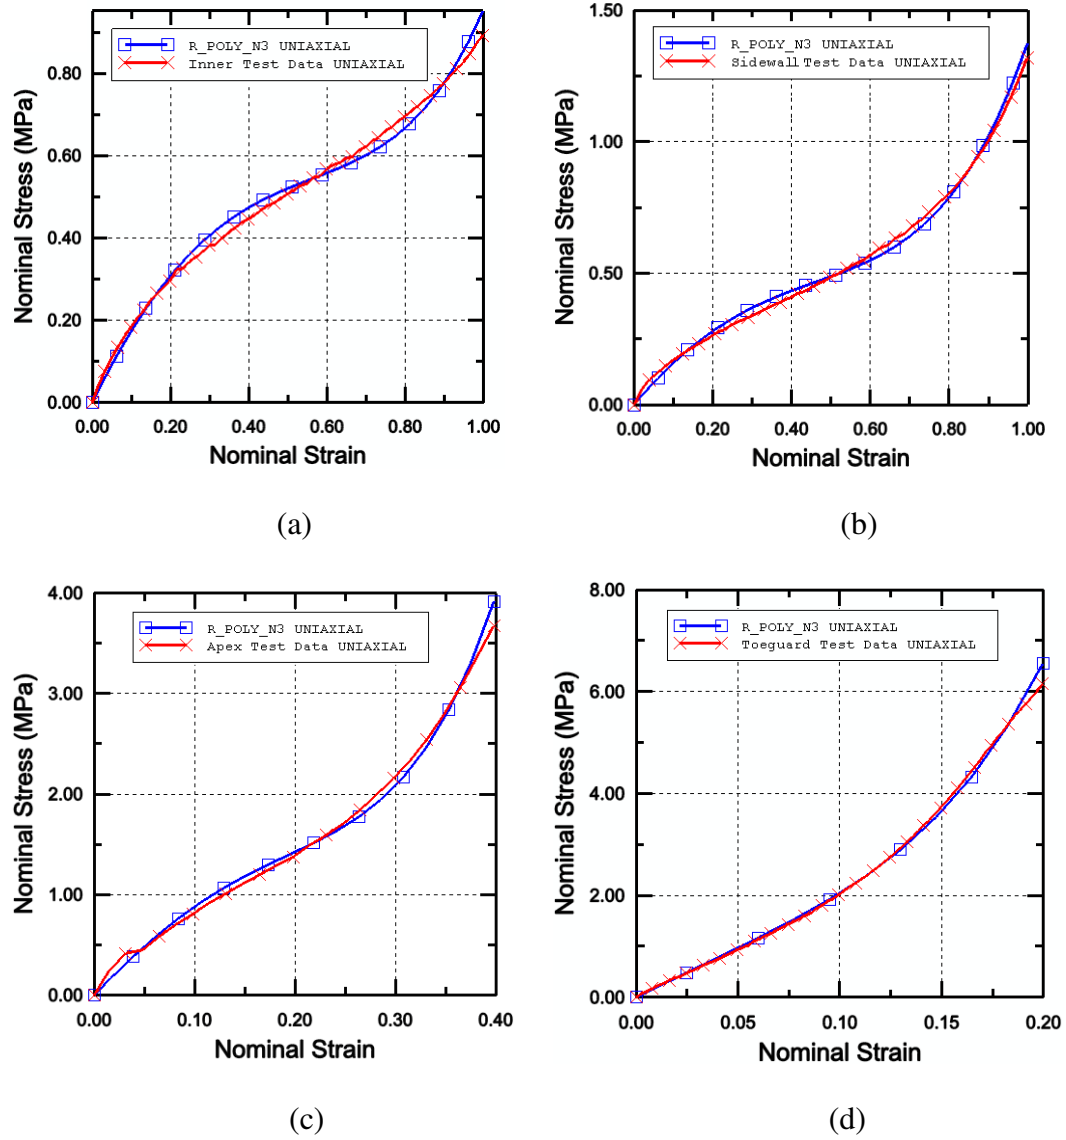 R_POLY_N3 UNIAXIAL
Inner Test Data UNIAXIAL
Nominal Stress (MPa)
0.80
0.60
0.40
0.20
0.00
0.00 0.20 0.40 0.60 0.80 1.00
Nominal Strain
(a)
1.50
R_POLY_N3 UNIAXIAL
Sidewall Test Data UNIAXIAL
Nominal Stress (MPa)
1.00
0.50
0.00
0.00 0.20 0.40 0.60 0.80 1.00
Nominal Strain
(b)
4.00
R_POLY_N3 UNIAXIAL
Apex Test Data UNIAXIAL
Nominal Stress (MPa)
3.00
2.00
1.00
0.00
0.00 0.10 0.20 0.30 0.40
Nominal Strain
(c)
8.00
R_POLY_N3 UNIAXIAL
Toeguard Test Data UNIAXIAL
Nominal Stress (MPa)
6.00
4.00
2.00
0.00
0.00 0.05 0.10 0.15 0.20
Nominal Strain
(d)